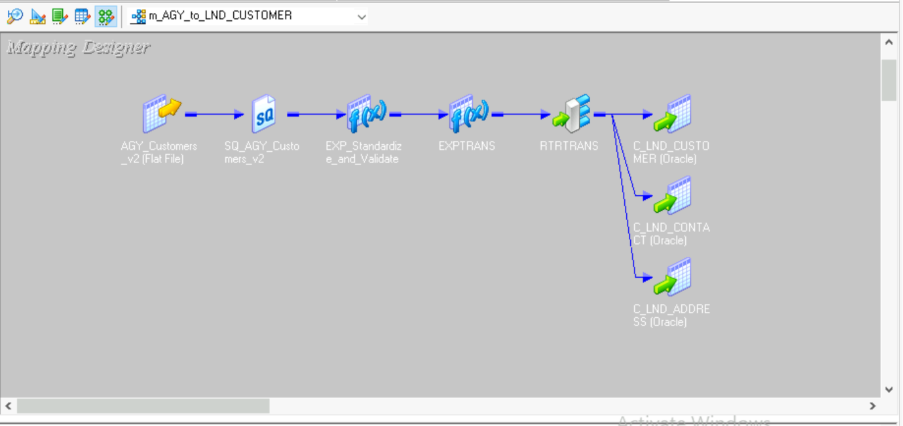 m_AGY_to_LND_CUSTOMER
Mapping Designer
AGY_Customers
_v2 (Flat File)
SQ_AGY_Custo
mers_v2
EXP_Standardiz
e_and_Validate
EXPTRANS
RTRTRANS
C_LND_CUSTO
MER (Oracle)
C_LND_CONTA
CT (Oracle)
C_LND_ADDRE
SS (Oracle)
Activate Windows